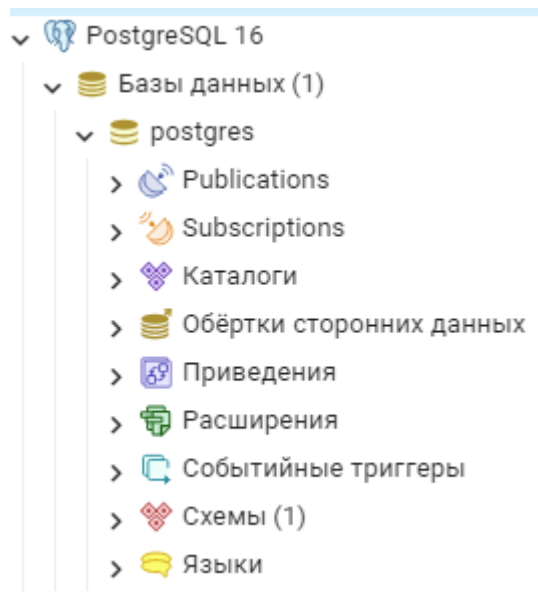 PostgreSQL 16
Базы данных (1)
postgres
Publications
Subscriptions
Каталоги
Обёртки сторонних данных
Приведения
Расширения
Событийные триггеры
Схемы (1)
Языки